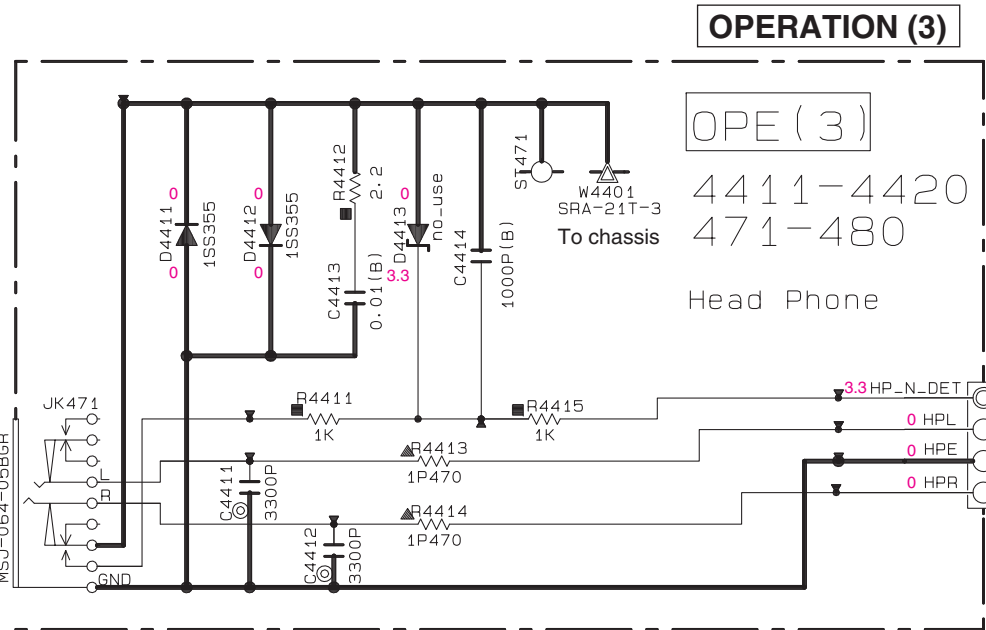 OPERATION (3)
OPE(3)
4411-4420
471-480
Head Phone
ST471
W4401
SRA-21T-3
To chassis
0
D4411
1SS355
0
0
D4412
1SS355
0
R4412
2.2
C4413
0.01(B)
0
D4413
no_use
3.3
C4414
1000P(B)
JK471
MSJ-064-05BGR
L
R
GND
R4411
1K
R4415
1K
R4413
1P470
R4414
1P470
C4411
3300P
C4412
3300P
3.3 HP_N_DET
0 HPL
0 HPE
0 HPR